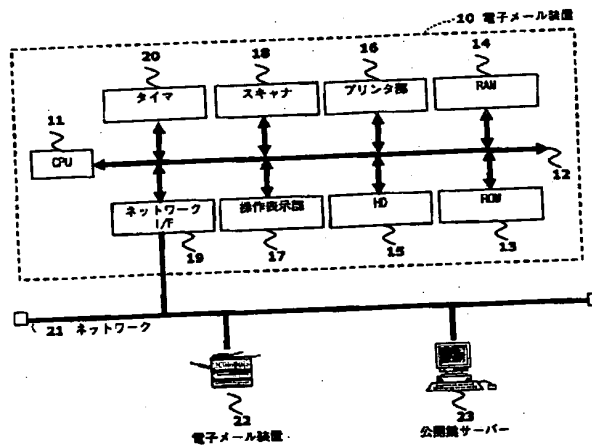 10 電子メール装置
20
18
16
14
タイマ
スキャナ
プリンタ部
RAM
11
CPU
12
ネットワーク
I/F
操作表示部
HD
ROM
19
17
15
13
21 ネットワーク
22
電子メール装置
23
公開鍵サーバー